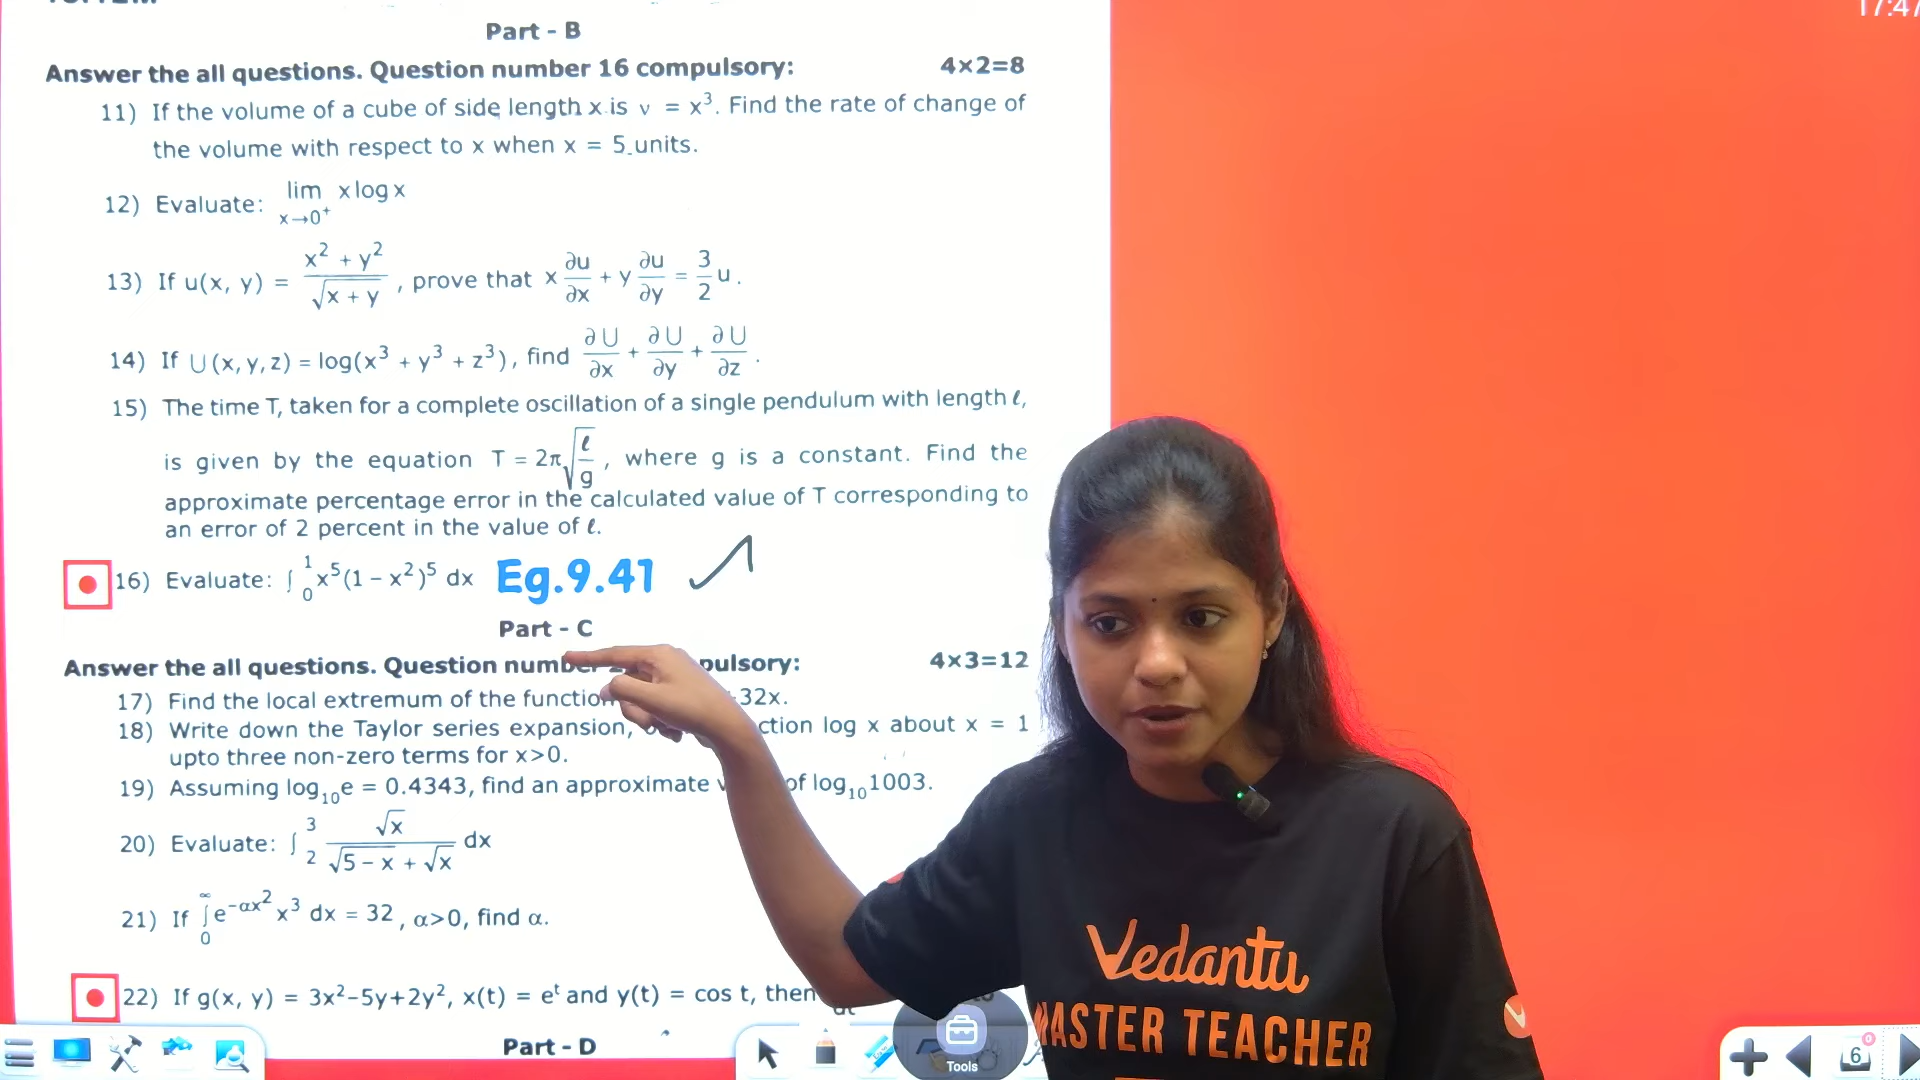 Part - B
Answer the all questions. Question number 16 compulsory: 4×2=8
11) If the volume of a cube of side length x is v = x³. Find the rate of change of
the volume with respect to x when x = 5 units.
12) Evaluate: lim x→0⁺ x log x
13) If u(x, y) = (x² + y²)/√(x + y), prove that x ∂u/∂x + y ∂u/∂y = 3/2 u.
14) If U(x, y, z) = log(x³ + y³ + z³), find ∂U/∂x + ∂U/∂y + ∂U/∂z.
15) The time T, taken for a complete oscillation of a single pendulum with length ℓ,
is given by the equation T = 2π√(ℓ/g), where g is a constant. Find the
approximate percentage error in the calculated value of T corresponding to
an error of 2 percent in the value of ℓ.
16) Evaluate: ∫₀¹ x⁵(1 – x²)⁵ dx Eg.9.41
Part - C
Answer the all questions. Question 4×3=12
17) Find the local extremum of the 32x.
18) Write down the Taylor series expansion, log x about x = 1
upto three non-zero terms for x>0.
19) Assuming log₁₀e = 0.4343, find an approximate of log₁₀1003.
20) Evaluate: ∫₂³ √x/(√(5 – x) + √x) dx
21) If ∫₀^∞ e^(–αx²) x³ dx = 32, α>0, find α.
22) If g(x, y) = 3x²–5y+2y², x(t) = eᵗ and y(t) = cos t, then
Part - D
Tools
6
Vedantu
MASTER TEACHER